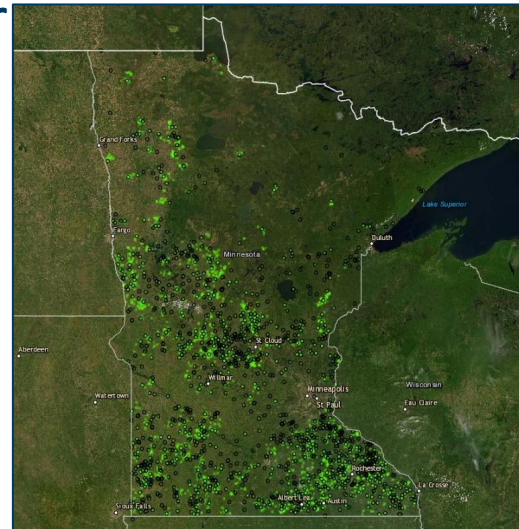 Grand Forks
Lake Superior
Fargo
Duluth
Minnesota
Aberdeen
St Cloud
Willmar
Wisconsin
Watertown
Minneapolis
St Paul
Eau Claire
Rochester
La Crosse
Albert Lea
Austin
Sioux Falls